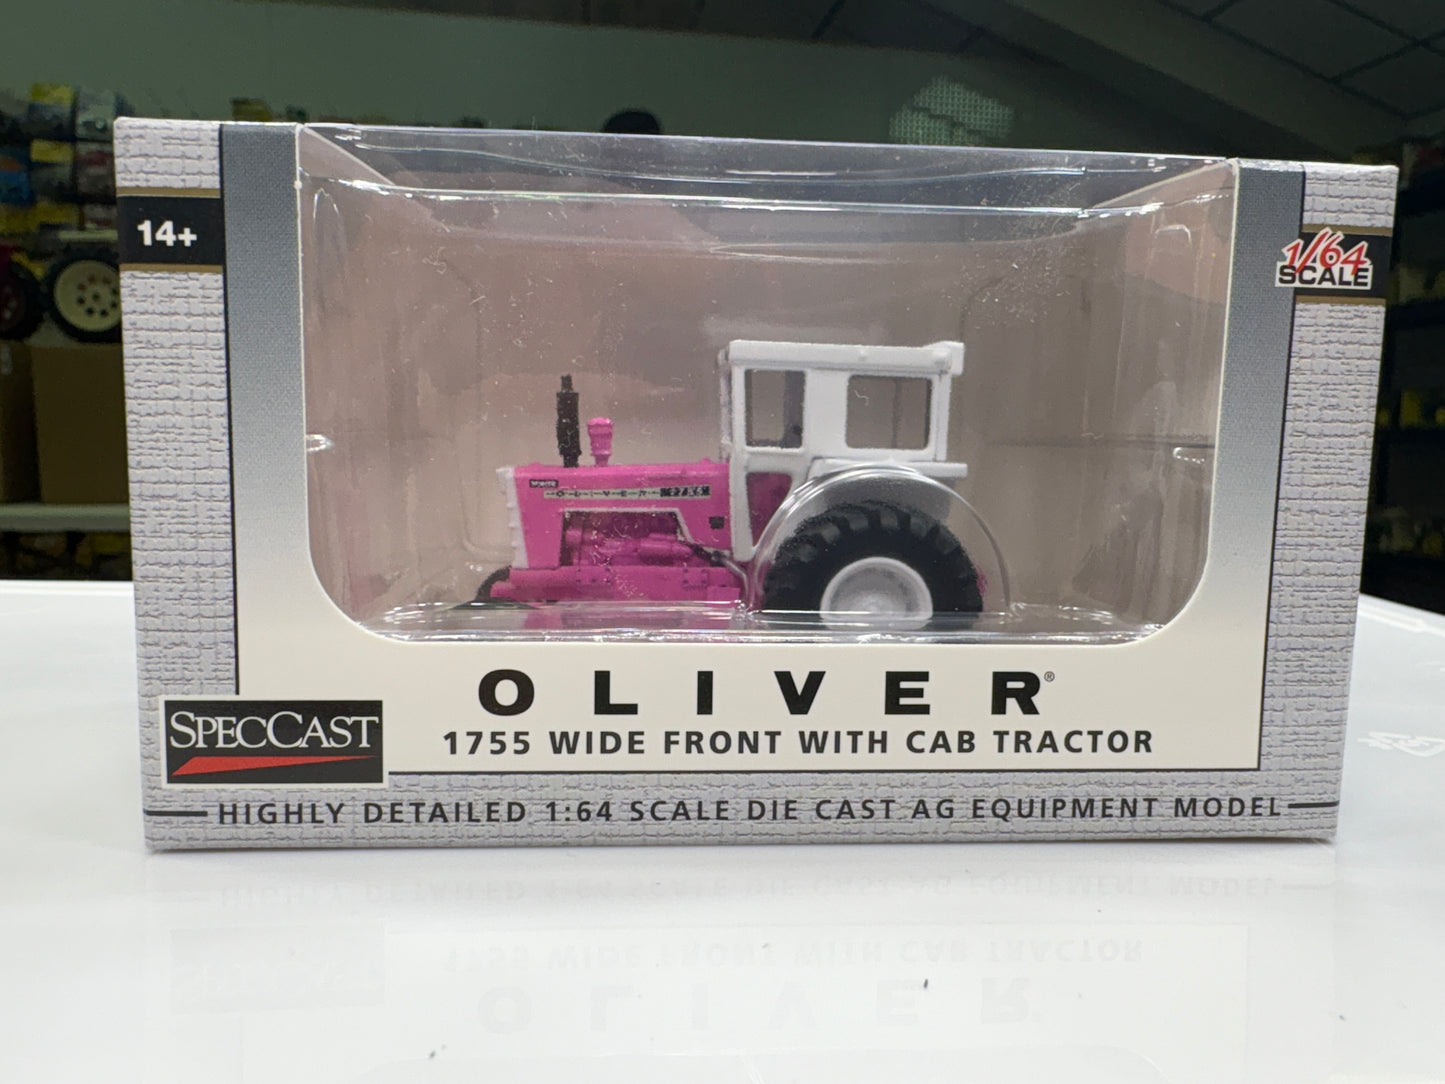 14+
1/64
SCALE
OLIVER
OLIVER®
1755 WIDE FRONT WITH CAB TRACTOR
SPECCAST
HIGHLY DETAILED 1:64 SCALE DIE CAST AG EQUIPMENT MODEL